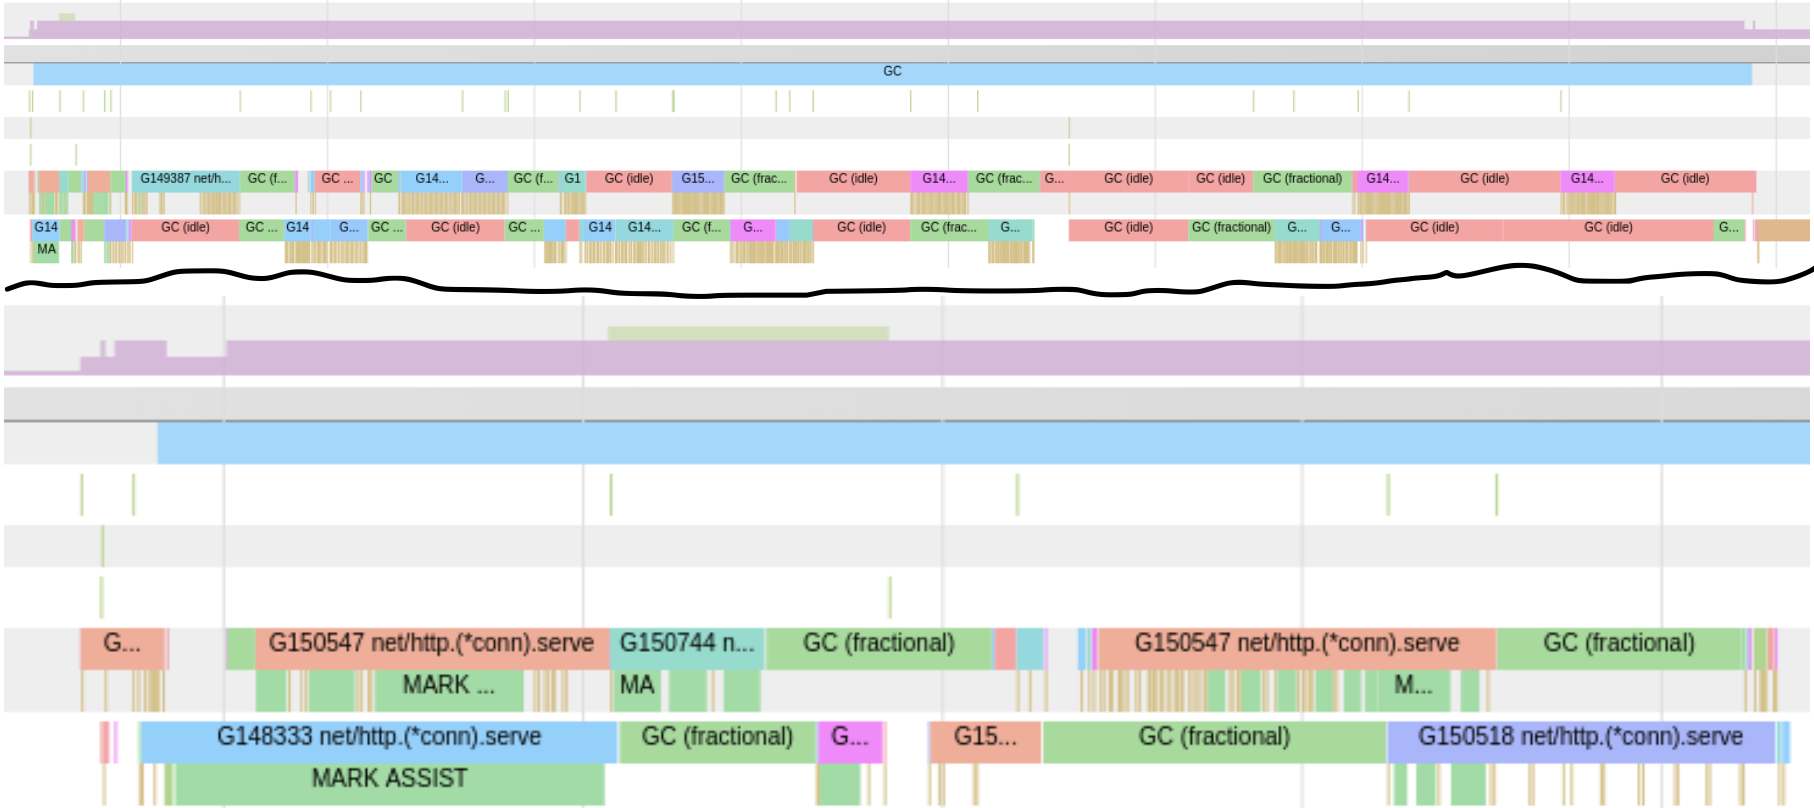 GC
G149387 net/h... GC (f... GC ... GC G14... G... GC (f... G1 GC (idle) G15... GC (frac... GC (idle) G14... GC (frac... G... GC (idle) GC (idle) GC (fractional) G14... GC (idle) G14... GC (idle)
G14 GC (idle) GC ... G14 G... GC ... GC (idle) GC ... G14 G14... GC (f... G... GC (idle) GC (frac... G... GC (idle) GC (fractional) G... G... GC (idle) GC (idle) G...
MA
G... G150547 net/http.(*conn).serve G150744 n... GC (fractional) G150547 net/http.(*conn).serve GC (fractional)
MARK ... MA M...
G148333 net/http.(*conn).serve GC (fractional) G... G15... GC (fractional) G150518 net/http.(*conn).serve
MARK ASSIST